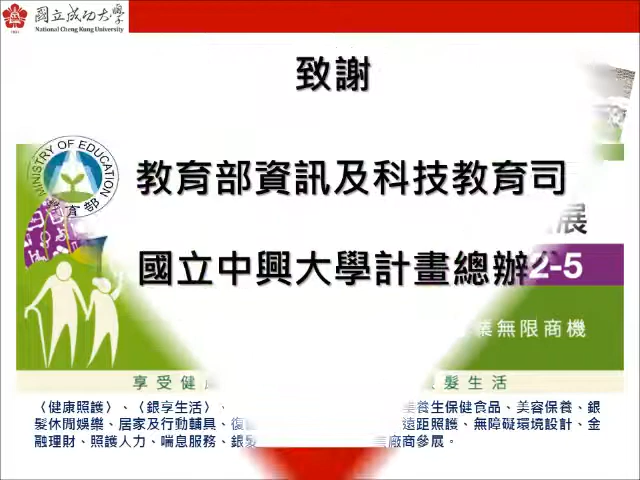 國立成功大學
National Cheng Kung University
致謝
MINISTRY OF EDUCATION
教育部
教育部資訊及科技教育司
展
國立中興大學計畫總辦
2-5
業無限商機
享受健
髮生活
〈健康照護〉、〈銀享生活〉、
養生保健食品、美容保養、銀
髮休閒娛樂、居家及行動輔具、復
遠距照護、無障礙環境設計、金
融理財、照護人力、喘息服務、銀髮
廠商參展。